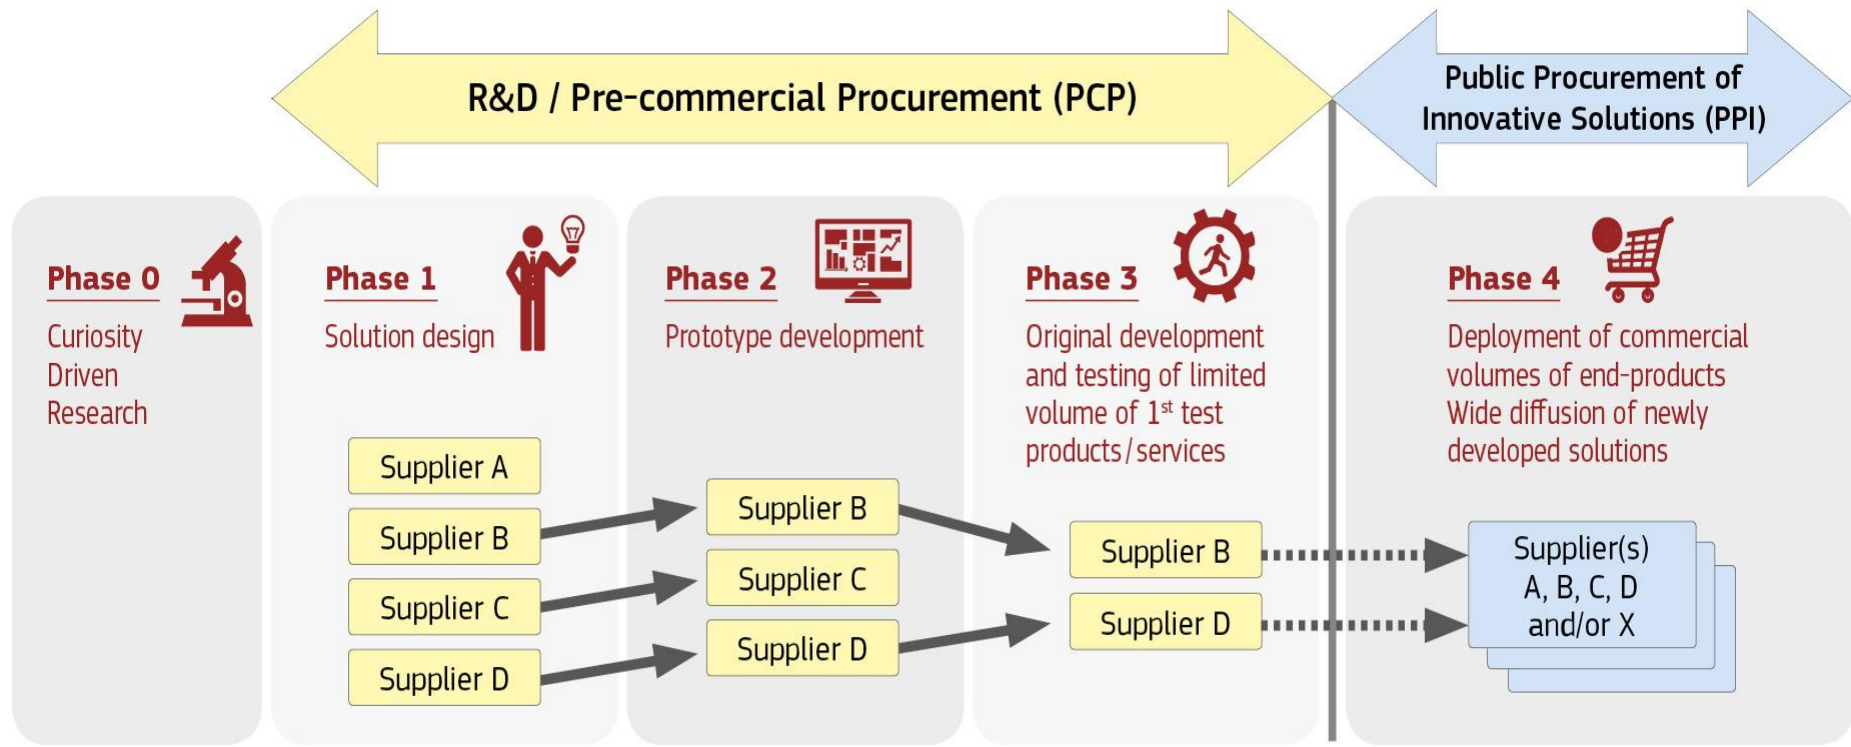 R&D / Pre-commercial Procurement (PCP)
Public Procurement of
Innovative Solutions (PPI)
Phase 0
Curiosity
Driven
Research
Phase 1
Solution design
Supplier A
Supplier B
Supplier C
Supplier D
Phase 2
Prototype development
Supplier B
Supplier C
Supplier D
Phase 3
Original development
and testing of limited
volume of 1st test
products/services
Supplier B
Supplier D
Phase 4
Deployment of commercial
volumes of end-products
Wide diffusion of newly
developed solutions
Supplier(s)
A, B, C, D
and/or X